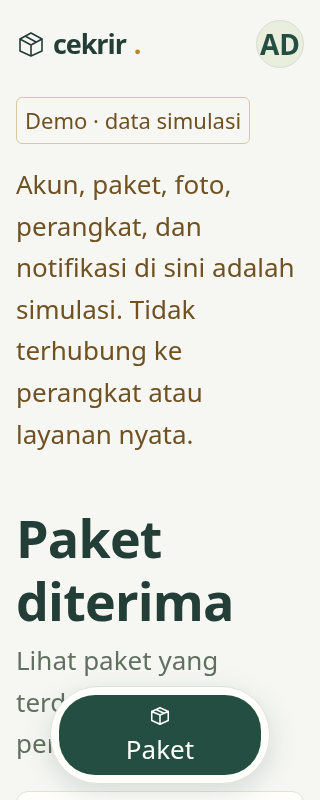 cekrir .
AD
Demo · data simulasi
Akun, paket, foto,
perangkat, dan
notifikasi di sini adalah
simulasi. Tidak
terhubung ke
perangkat atau
layanan nyata.
Paket
diterima
Lihat paket yang
Paket